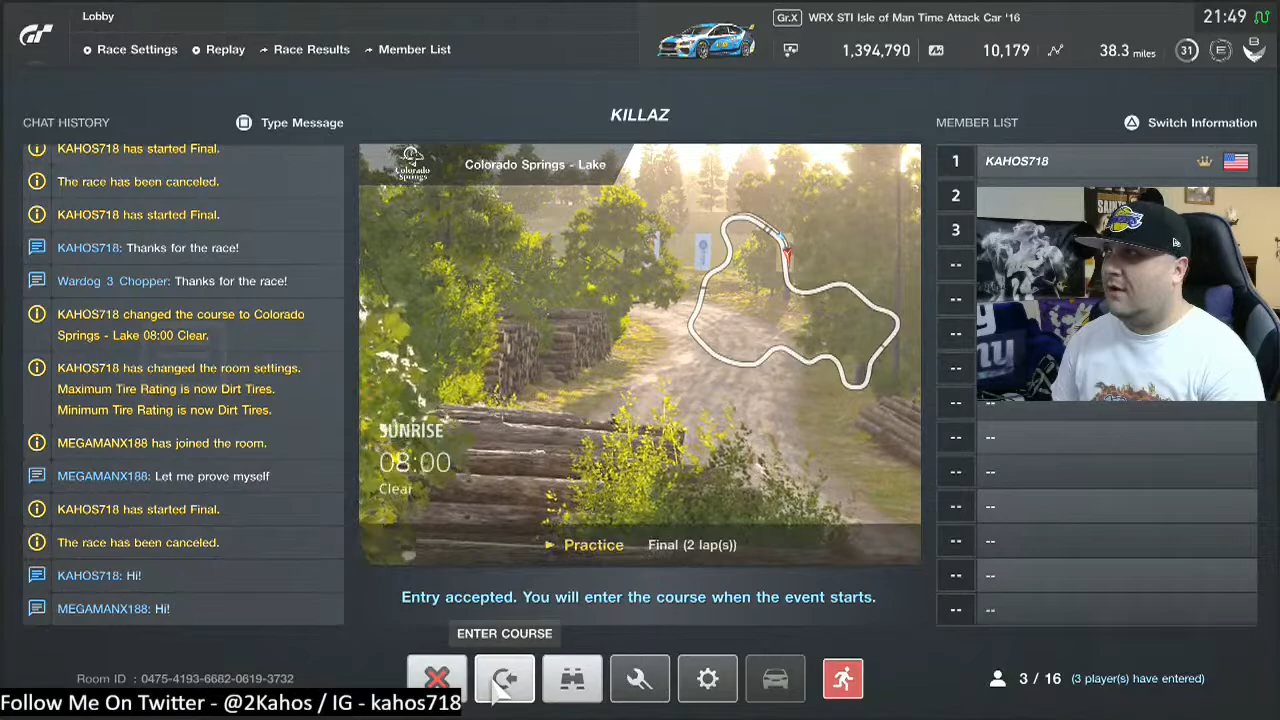 Lobby
Gr.X WRX STI Isle of Man Time Attack Car '16
21:49
Race Settings Replay Race Results Member List
1,394,790 10,179 38.3 miles 31 E B
KILLAZ
CHAT HISTORY Type Message
MEMBER LIST Switch Information
KAHOS718 has started Final.
The race has been canceled.
KAHOS718 has started Final.
KAHOS718: Thanks for the race!
Wardog 3 Chopper: Thanks for the race!
KAHOS718 changed the course to Colorado
Springs - Lake 08:00 Clear.
KAHOS718 has changed the room settings.
Maximum Tire Rating is now Dirt Tires.
Minimum Tire Rating is now Dirt Tires.
MEGAMANX188 has joined the room.
MEGAMANX188: Let me prove myself
KAHOS718 has started Final.
The race has been canceled.
KAHOS718: Hi!
MEGAMANX188: Hi!
Colorado Springs
Colorado Springs - Lake
SUNRISE
08:00
Clear
Practice Final (2 lap(s))
Entry accepted. You will enter the course when the event starts.
ENTER COURSE
1 KAHOS718
2
3
--
-- 
--
--
--
-- --
-- --
-- --
-- --
-- --
-- --
SAINTS
Room ID : 0475-4193-6682-0619-3732
3 / 16 (3 player(s) have entered)
Follow Me On Twitter - @2Kahos / IG - kahos718